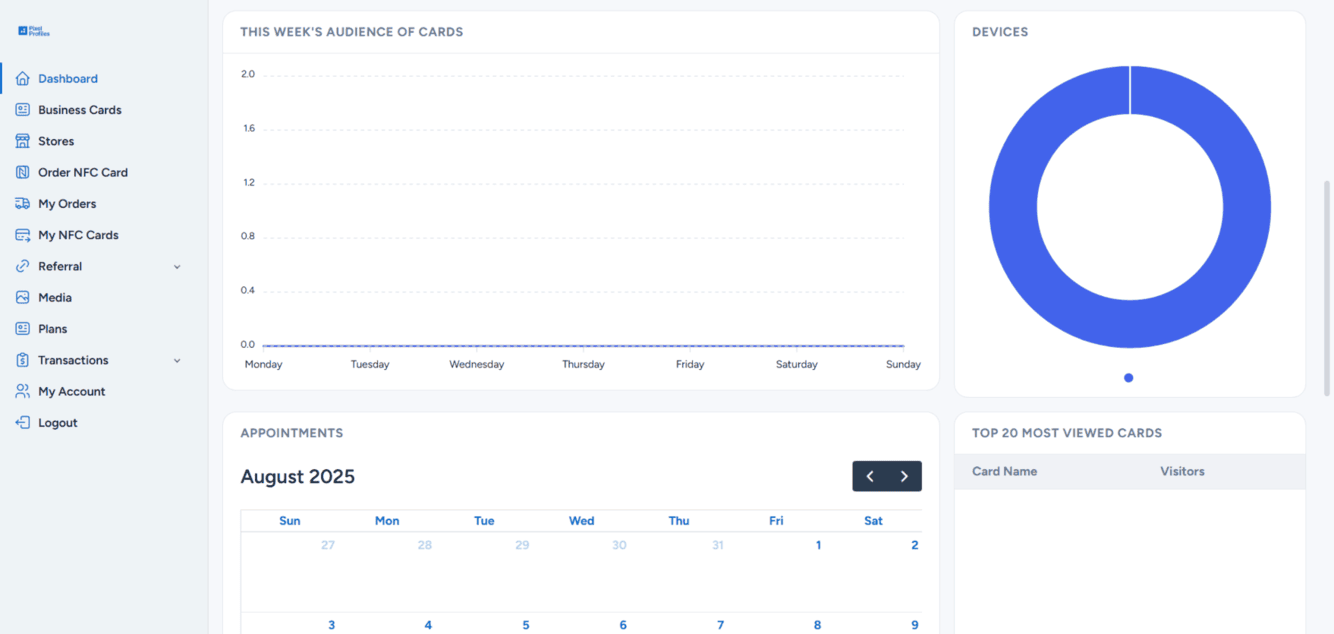 Plast
Profiles
Dashboard
Business Cards
Stores
Order NFC Card
My Orders
My NFC Cards
Referral
Media
Plans
Transactions
My Account
Logout
THIS WEEK'S AUDIENCE OF CARDS
2.0
1.6
1.2
0.8
0.4
0.0
Monday Tuesday Wednesday Thursday Friday Saturday Sunday
DEVICES
APPOINTMENTS
August 2025
Sun Mon Tue Wed Thu Fri Sat
27 28 29 30 31 1 2
3 4 5 6 7 8 9
TOP 20 MOST VIEWED CARDS
Card Name Visitors